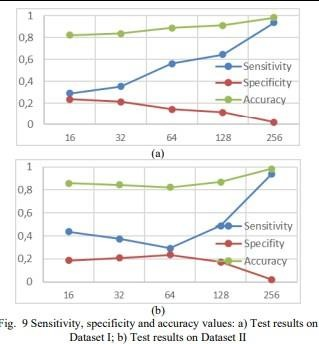 1
0,8
0,6
0,4
0,2
0
Sensitivity
Specificity
Accuracy
16 32 64 128 256
(a)
1
0,8
0,6
0,4
0,2
0
Sensitivity
Specifity
Accuracy
16 32 64 128 256
(b)
Fig. 9 Sensitivity, specificity and accuracy values: a) Test results on
Dataset I; b) Test results on Dataset II